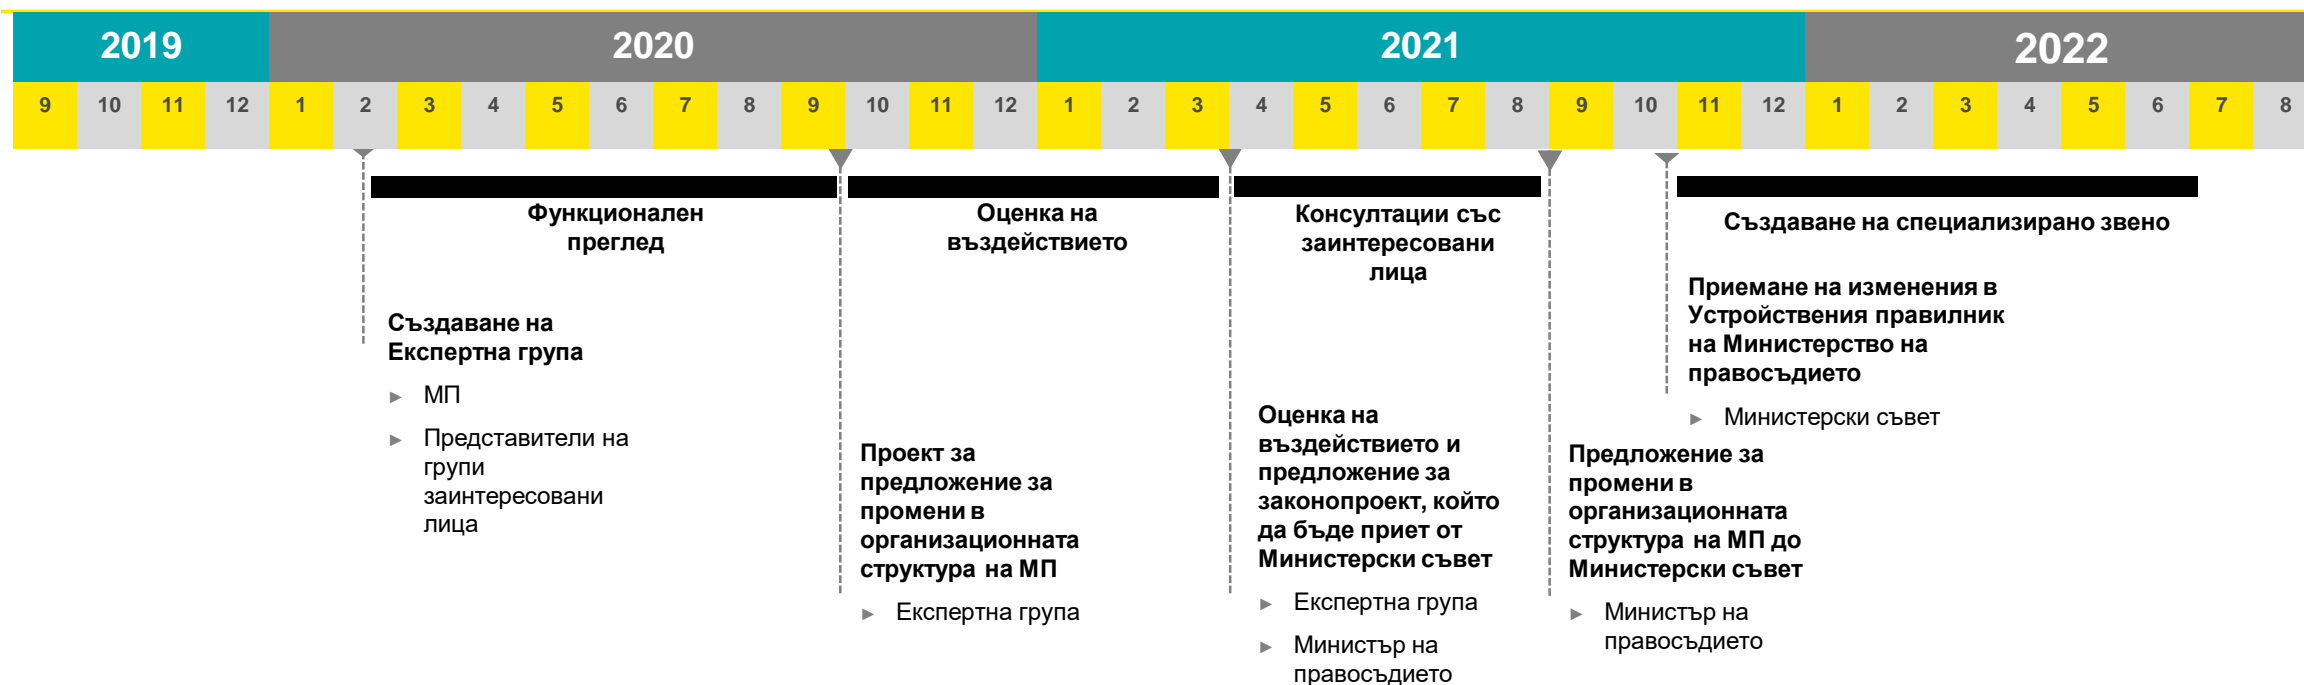 2019 2020 2021 2022
9 10 11 12 1 2 3 4 5 6 7 8 9 10 11 12 1 2 3 4 5 6 7 8 9 10 11 12 1 2 3 4 5 6 7 8
Функционален
преглед
Оценка на
въздействието
Консултации със
заинтересовани
лица
Създаване на специализирано звено
Създаване на
Експертна група
► МП
► Представители на
групи
заинтересовани
лица
Проект за
предложение за
промени в
организационната
структура на МП
► Експертна група
Оценка на
въздействието и
предложение за
законопроект, който
да бъде приет от
Министерски съвет
► Експертна група
► Министър на
правосъдието
Предложение за
промени в
организационната
структура на МП до
Министерски съвет
► Министър на
правосъдието
Приемане на изменения в
Устройствения правилник
на Министерство на
правосъдието
► Министерски съвет